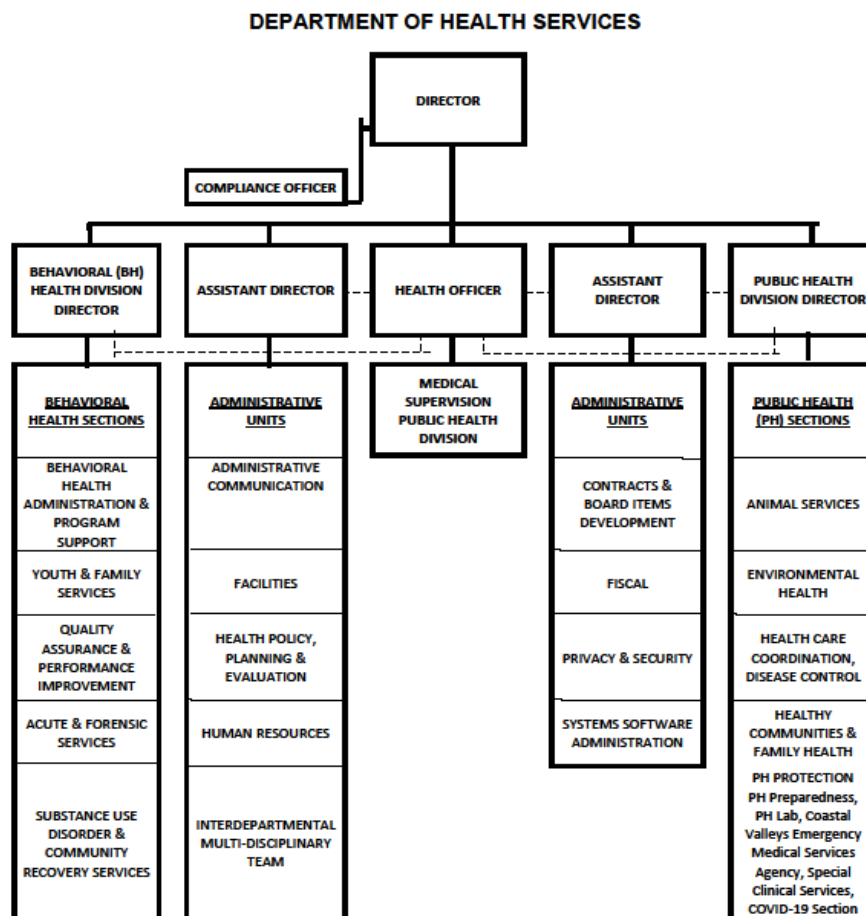 DEPARTMENT OF HEALTH SERVICES
DIRECTOR
COMPLIANCE OFFICER
BEHAVIORAL (BH)
HEALTH DIVISION
DIRECTOR
ASSISTANT DIRECTOR
HEALTH OFFICER
ASSISTANT
DIRECTOR
PUBLIC HEALTH
DIVISION DIRECTOR
BEHAVIORAL
HEALTH SECTIONS
BEHAVIORAL
HEALTH
ADMINISTRATION &
PROGRAM
SUPPORT
YOUTH & FAMILY
SERVICES
QUALITY
ASSURANCE &
PERFORMANCE
IMPROVEMENT
ACUTE & FORENSIC
SERVICES
SUBSTANCE USE
DISORDER &
COMMUNITY
RECOVERY SERVICES
ADMINISTRATIVE
UNITS
ADMINISTRATIVE
COMMUNICATION
FACILITIES
HEALTH POLICY,
PLANNING &
EVALUATION
HUMAN RESOURCES
INTERDEPARTMENTAL
MULTI-DISCIPLINARY
TEAM
MEDICAL
SUPERVISION
PUBLIC HEALTH
DIVISION
ADMINISTRATIVE
UNITS
CONTRACTS &
BOARD ITEMS
DEVELOPMENT
FISCAL
PRIVACY & SECURITY
SYSTEMS SOFTWARE
ADMINISTRATION
PUBLIC HEALTH
(PH) SECTIONS
ANIMAL SERVICES
ENVIRONMENTAL
HEALTH
HEALTH CARE
COORDINATION,
DISEASE CONTROL
HEALTHY
COMMUNITIES &
FAMILY HEALTH
PH PROTECTION
PH Preparedness,
PH Lab, Coastal
Valleys Emergency
Medical Services
Agency, Special
Clinical Services,
COVID-19 Section